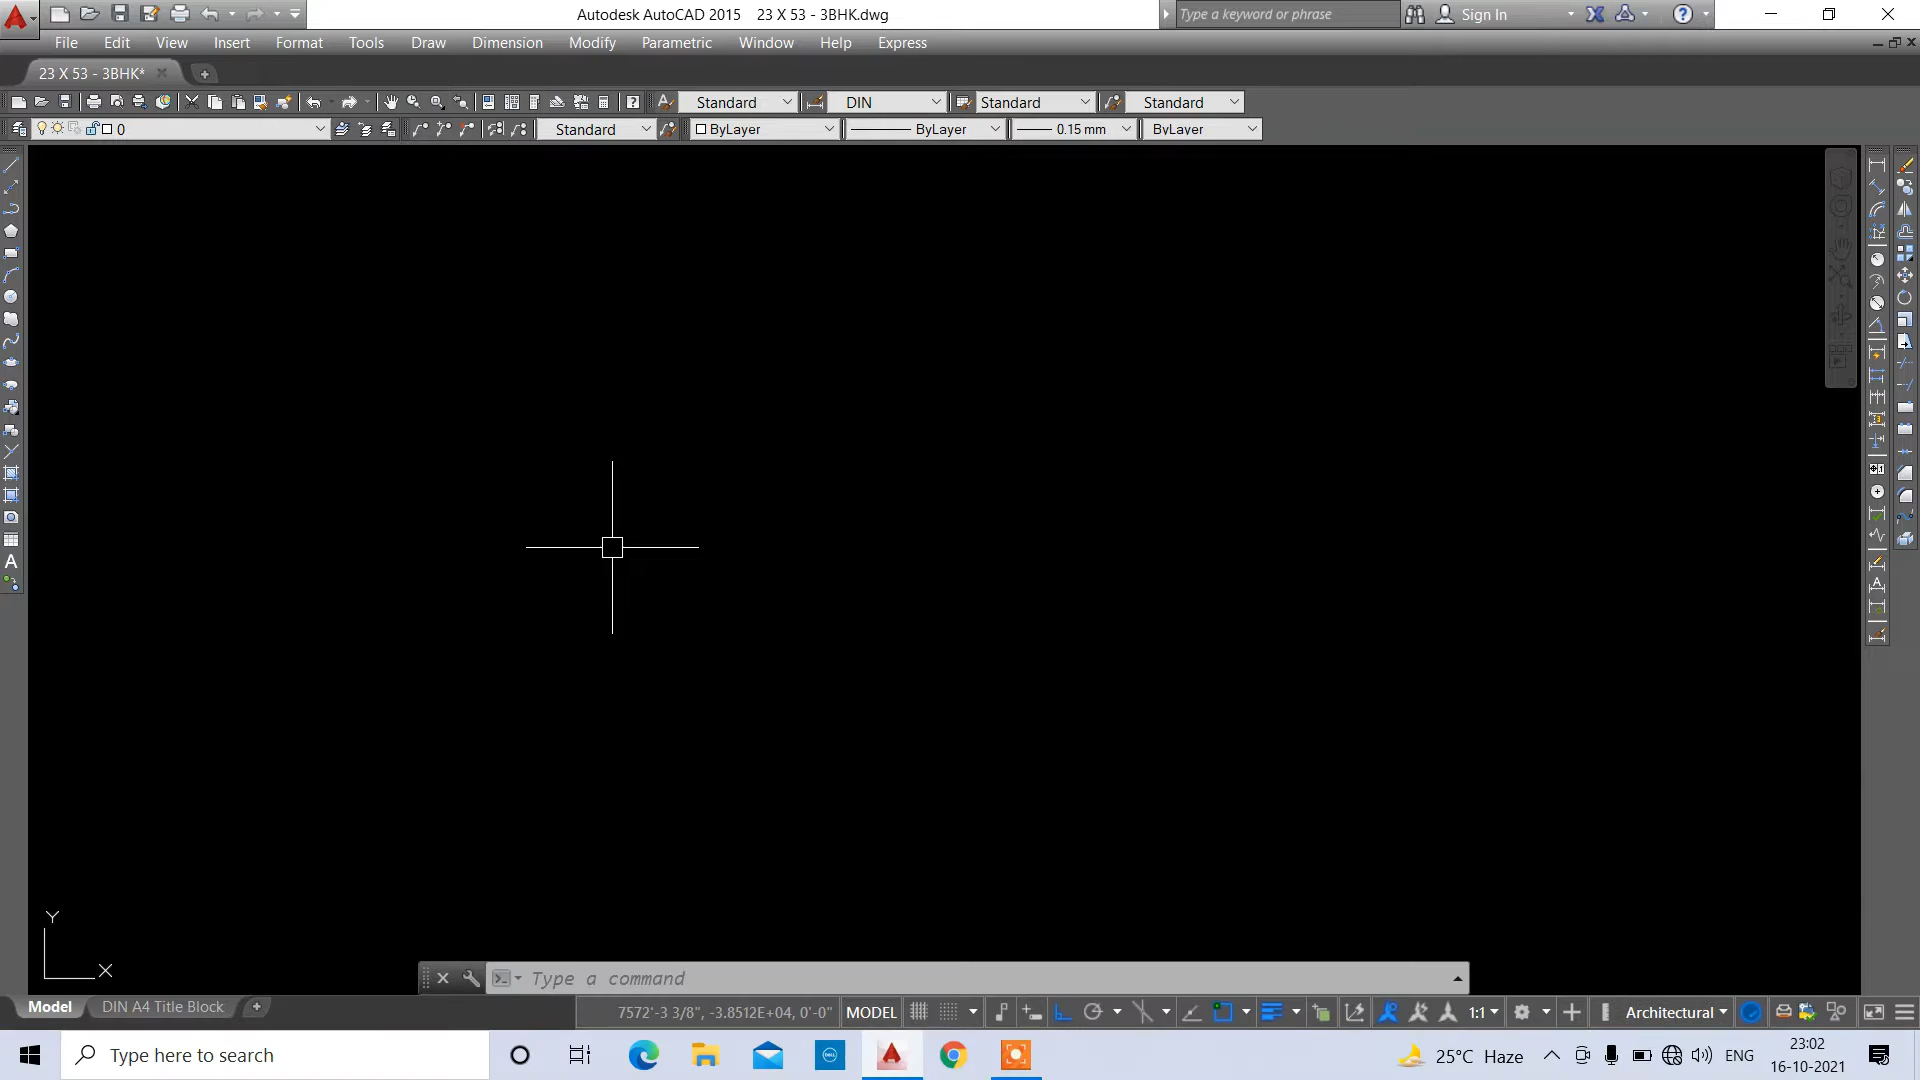 Autodesk AutoCAD 2015 23 X 53 - 3BHK.dwg
Type a keyword or phrase
Sign In
File Edit View Insert Format Tools Draw Dimension Modify Parametric Window Help Express
23 X 53 - 3BHK*
Standard DIN Standard Standard
0 Standard ByLayer ByLayer 0.15 mm ByLayer
Y
X
Type a command
Model DIN A4 Title Block
7572'-3 3/8", -3.8512E+04, 0'-0" MODEL 1:1 Architectural
Type here to search
25°C Haze ENG
23:02
16-10-2021